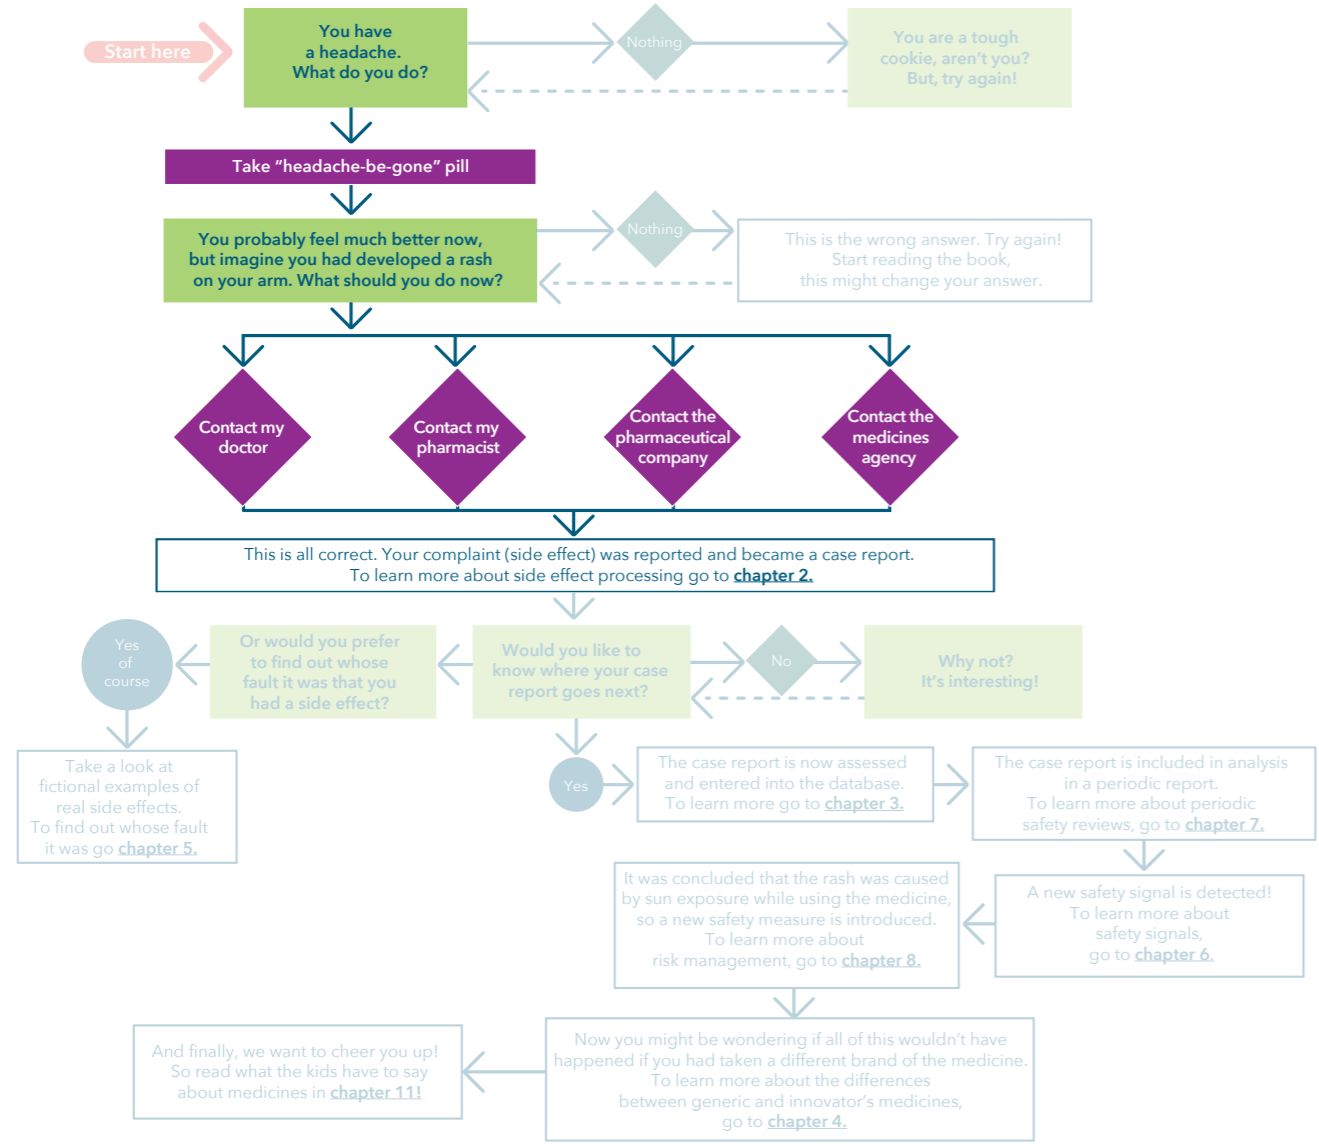 Start here
You have
a headache.
What do you do?
Nothing
You are a tough
cookie, aren't you?
But, try again!
Take "headache-be-gone" pill
You probably feel much better now,
but imagine you had developed a rash
on your arm. What should you do now?
Nothing
This is the wrong answer. Try again!
Start reading the book,
this might change your answer.
Contact my
doctor
Contact my
pharmacist
Contact the
pharmaceutical
company
Contact the
medicines
agency
This is all correct. Your complaint (side effect) was reported and became a case report.
To learn more about side effect processing go to chapter 2.
Yes
of
course
Or would you prefer
to find out whose
fault it was that you
had a side effect?
Would you like to
know where your case
report goes next?
No
Why not?
It's interesting!
Take a look at
fictional examples of
real side effects.
To find out whose fault
it was go chapter 5.
Yes
The case report is now assessed
and entered into the database.
To learn more go to chapter 3.
The case report is included in analysis
in a periodic report.
To learn more about periodic
safety reviews, go to chapter 7.
It was concluded that the rash was caused
by sun exposure while using the medicine,
so a new safety measure is introduced.
To learn more about
risk management, go to chapter 8.
A new safety signal is detected!
To learn more about
safety signals,
go to chapter 6.
And finally, we want to cheer you up!
So read what the kids have to say
about medicines in chapter 11!
Now you might be wondering if all of this wouldn't have
happened if you had taken a different brand of the medicine.
To learn more about the differences
between generic and innovator's medicines,
go to chapter 4.